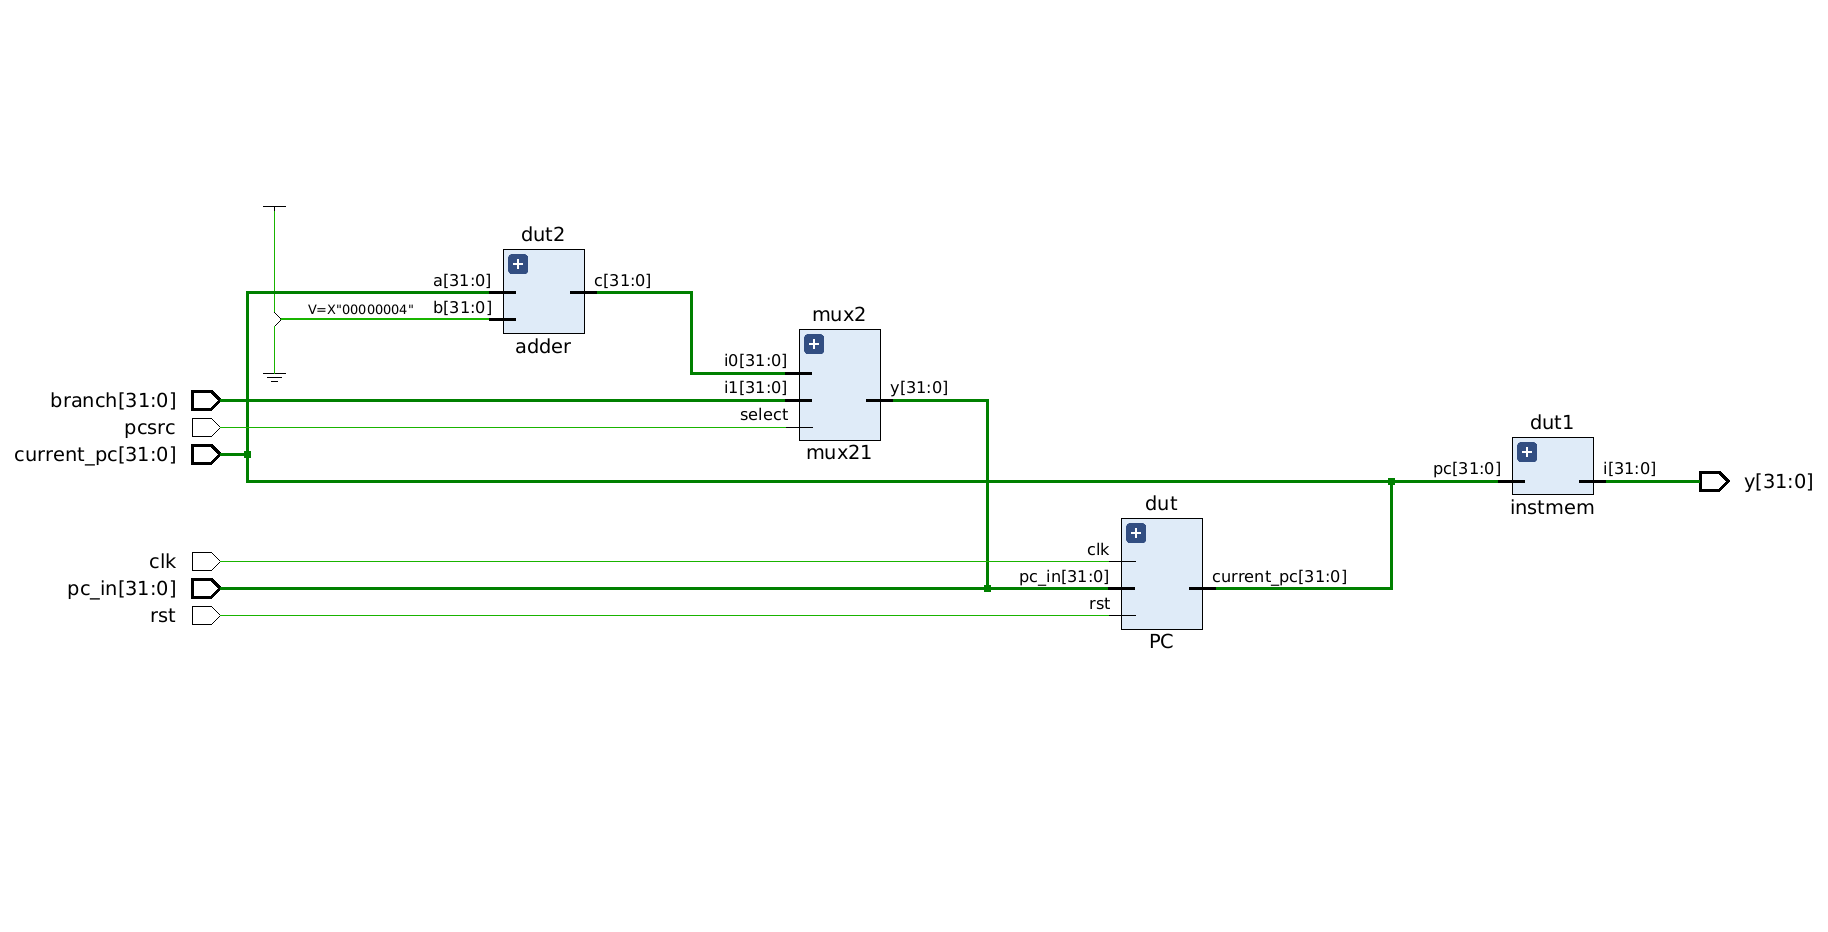 dut2
a[31:0]
c[31:0]
V=X"00000004"
b[31:0]
adder
mux2
i0[31:0]
branch[31:0]
i1[31:0]
y[31:0]
pcsrc
select
current_pc[31:0]
mux21
dut1
pc[31:0]
i[31:0]
y[31:0]
instmem
dut
clk
clk
pc_in[31:0]
pc_in[31:0]
current_pc[31:0]
rst
rst
PC